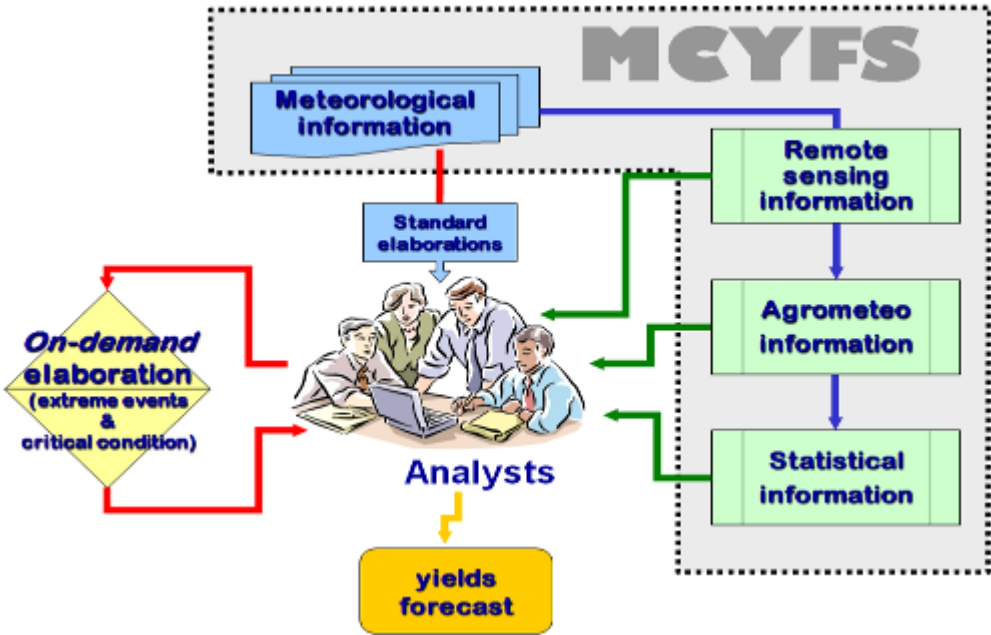 MCYFS
Meteorological
information
Remote
sensing
information
Standard
elaborations
Agrometeo
information
On-demand
elaboration
(extreme events
&
critical condition)
Statistical
information
Analysts
yields
forecast